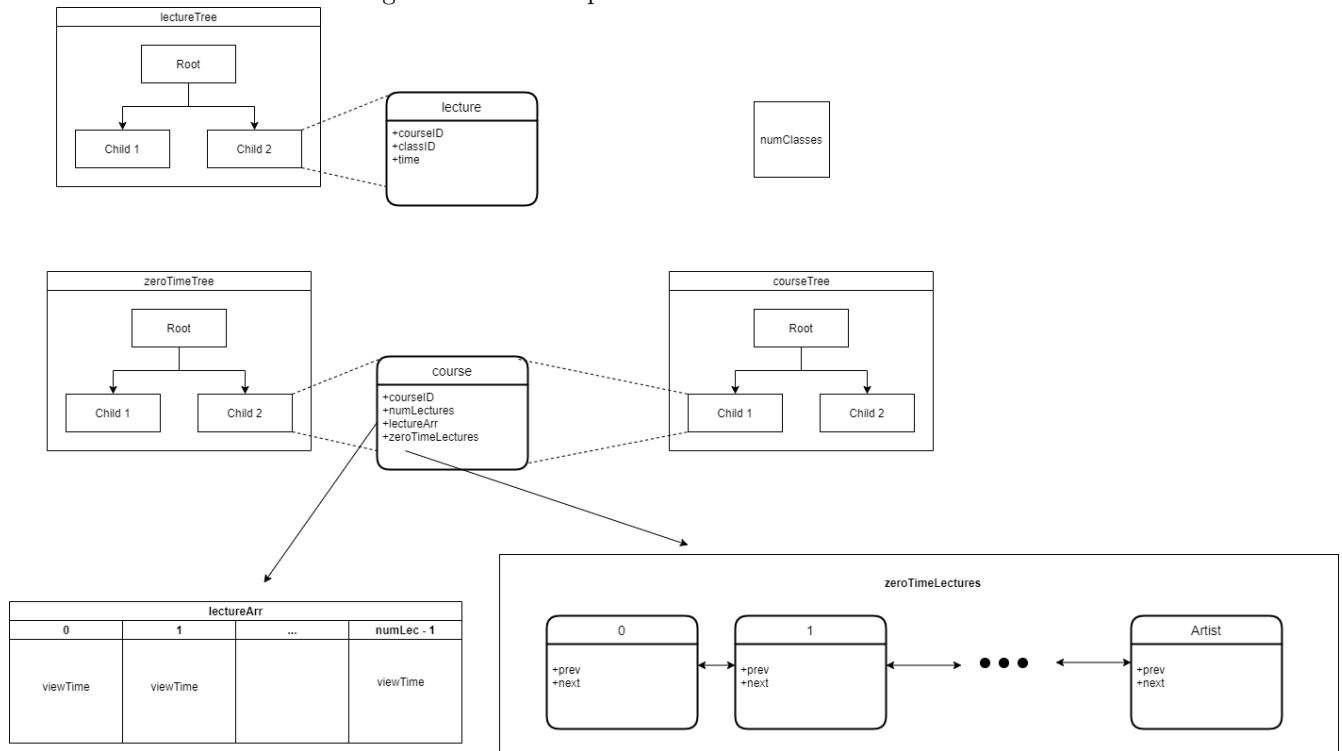 lectureTree
Root
Child 1
Child 2
lecture
+courseID
+classID
+time
numClasses
zeroTimeTree
Root
Child 1
Child 2
course
+courseID
+numLectures
+lectureArr
+zeroTimeLectures
courseTree
Root
Child 1
Child 2
lectureArr
0 1 ... numLec - 1
viewTime viewTime viewTime
zeroTimeLectures
0
+prev
+next
1
+prev
+next
Artist
+prev
+next